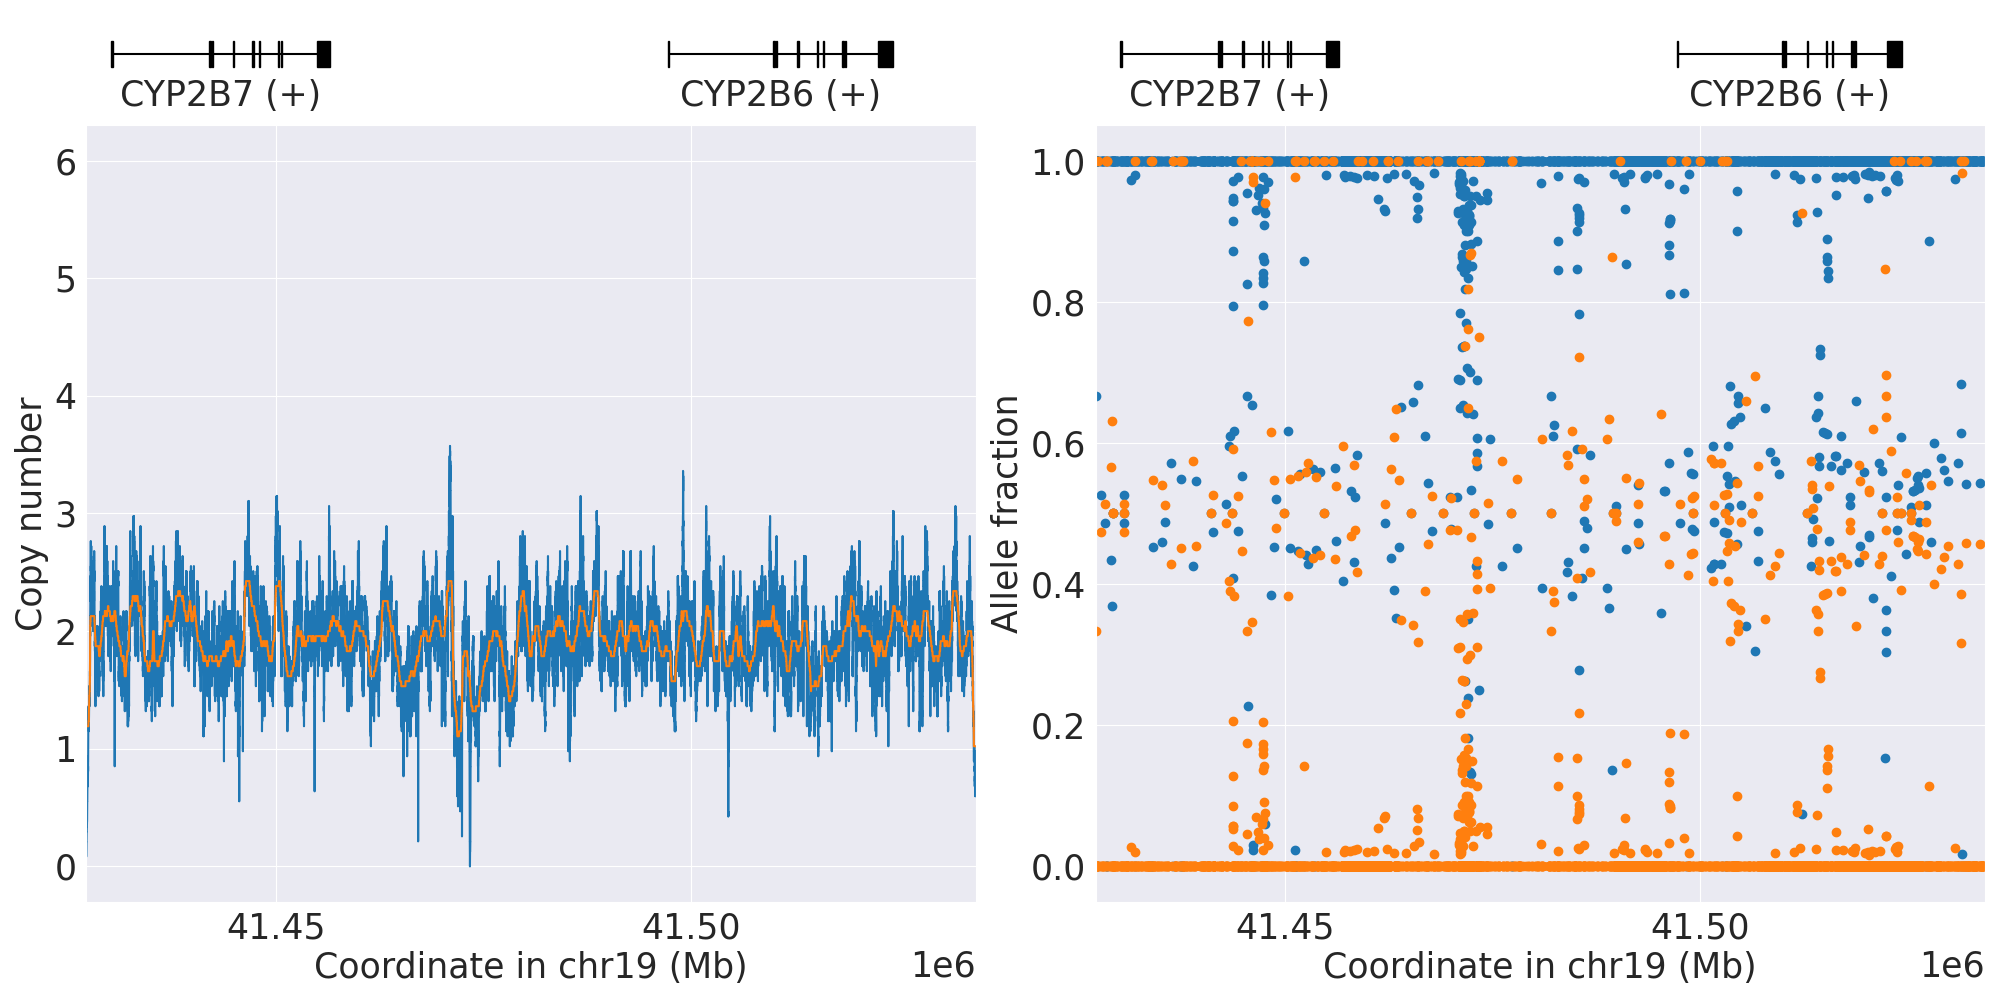 CYP2B7 (+)
CYP2B6 (+)
6
5
4
3
2
1
0
Copy number
41.45
41.50
Coordinate in chr19 (Mb)
1e6
CYP2B7 (+)
CYP2B6 (+)
1.0
0.8
0.6
0.4
0.2
0.0
Allele fraction
41.45
41.50
Coordinate in chr19 (Mb)
1e6